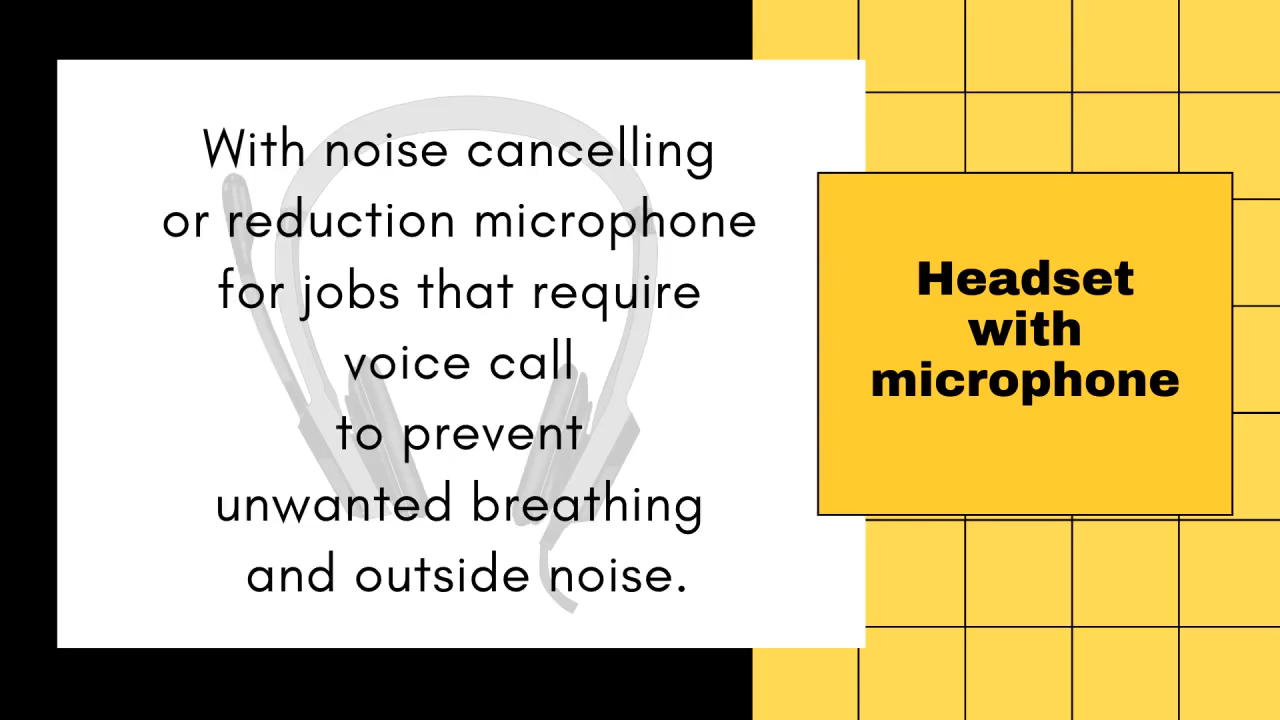 With noise cancelling
or reduction microphone
for jobs that require
voice call
to prevent
unwanted breathing
and outside noise.
Headset
with
microphone